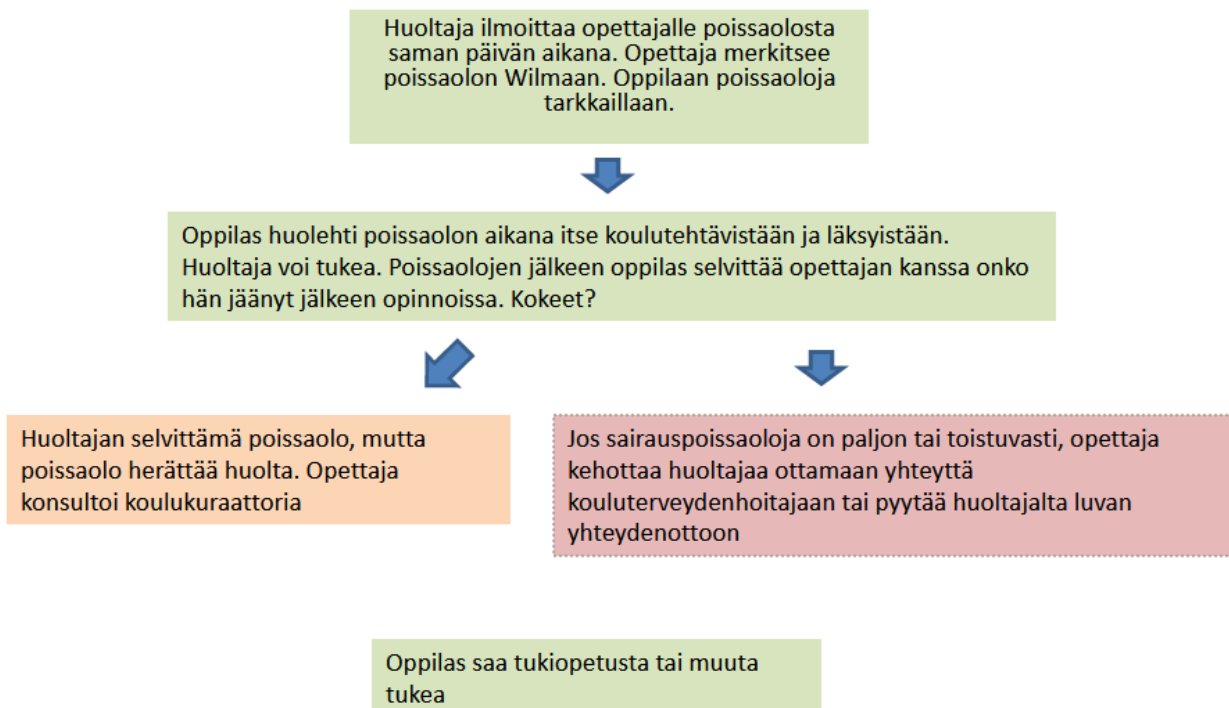 Huoltaja ilmoittaa opettajalle poissaolosta
saman päivän aikana. Opettaja merkitsee
poissaolon Wilmaan. Oppilaan poissaoloja
tarkkaillaan.
Oppilas huolehti poissaolon aikana itse koulutehtävistään ja läksyistään.
Huoltaja voi tukea. Poissaolojen jälkeen oppilas selvittää opettajan kanssa onko
hän jäänyt jälkeen opinnoissa. Kokeet?
Huoltajan selvittämä poissaolo, mutta
poissaolo herättää huolta. Opettaja
konsultoi koulukuraattoria
Jos sairauspoissaoloja on paljon tai toistuvasti, opettaja
kehottaa huoltajaa ottamaan yhteyttä
kouluterveydenhoitajaan tai pyytää huoltajalta luvan
yhteydenottoon
Oppilas saa tukiopetusta tai muuta
tukea